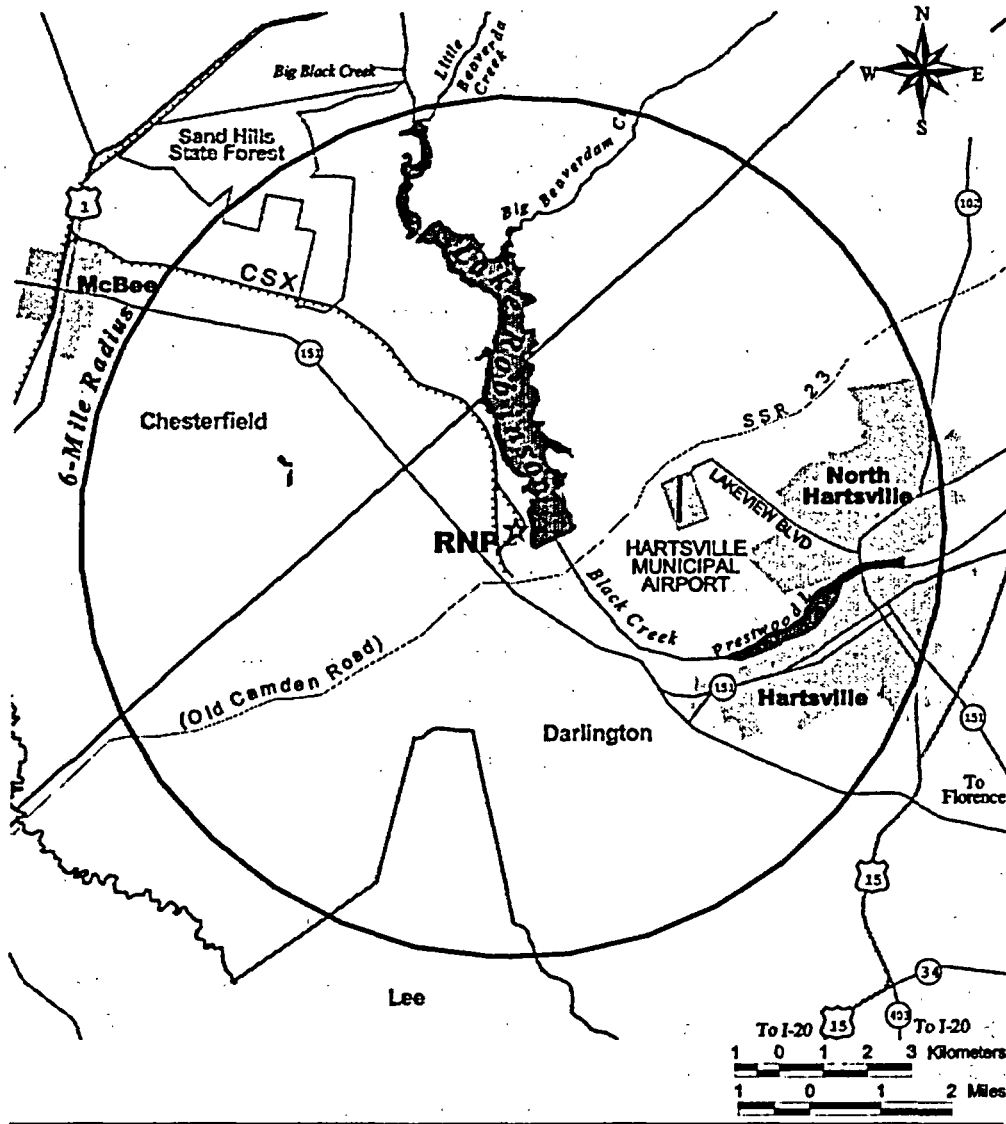 N
W
E
S
Big Black Creek
Little
Beaverda
Creek
Sand Hills
State Forest
Big Beaverdam C
102
1
McBee
CSX
6-Mile Radius
151
Lake Robinson
Chesterfield
SSR 23
North
Hartsville
LAKEVIEW BLVD
RNP
HARTSVILLE
MUNICIPAL
AIRPORT
Black Creek
Prestwood L
(Old Camden Road)
151
Hartsville
151
Darlington
To
Florence
15
Lee
34
To I-20
15
403
To I-20
1 0 1 2 3 Kilometers
1 0 1 2 Miles